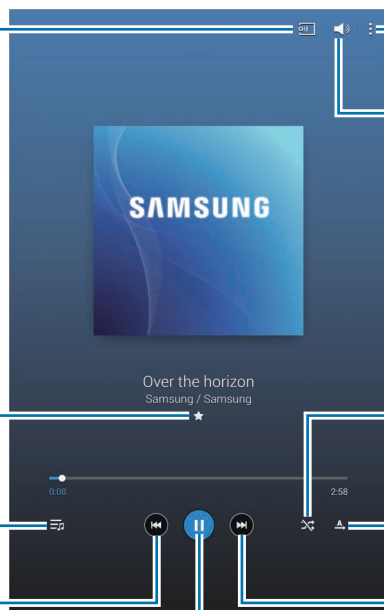 SAMSUNG
Over the horizon
Samsung / Samsung
0:08
2:58
A